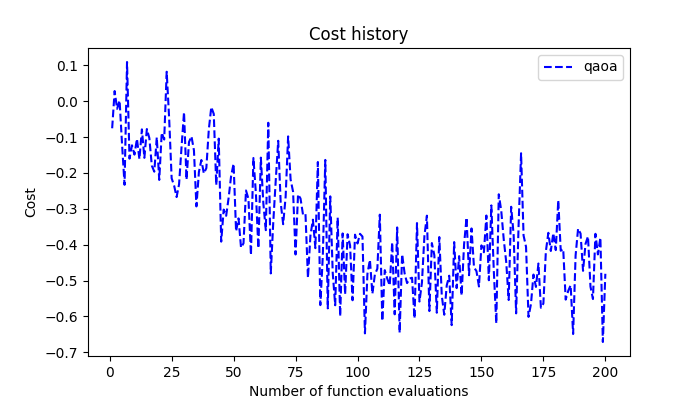 Cost history
qaoa
Cost
0.1
0.0
−0.1
−0.2
−0.3
−0.4
−0.5
−0.6
−0.7
0 25 50 75 100 125 150 175 200
Number of function evaluations